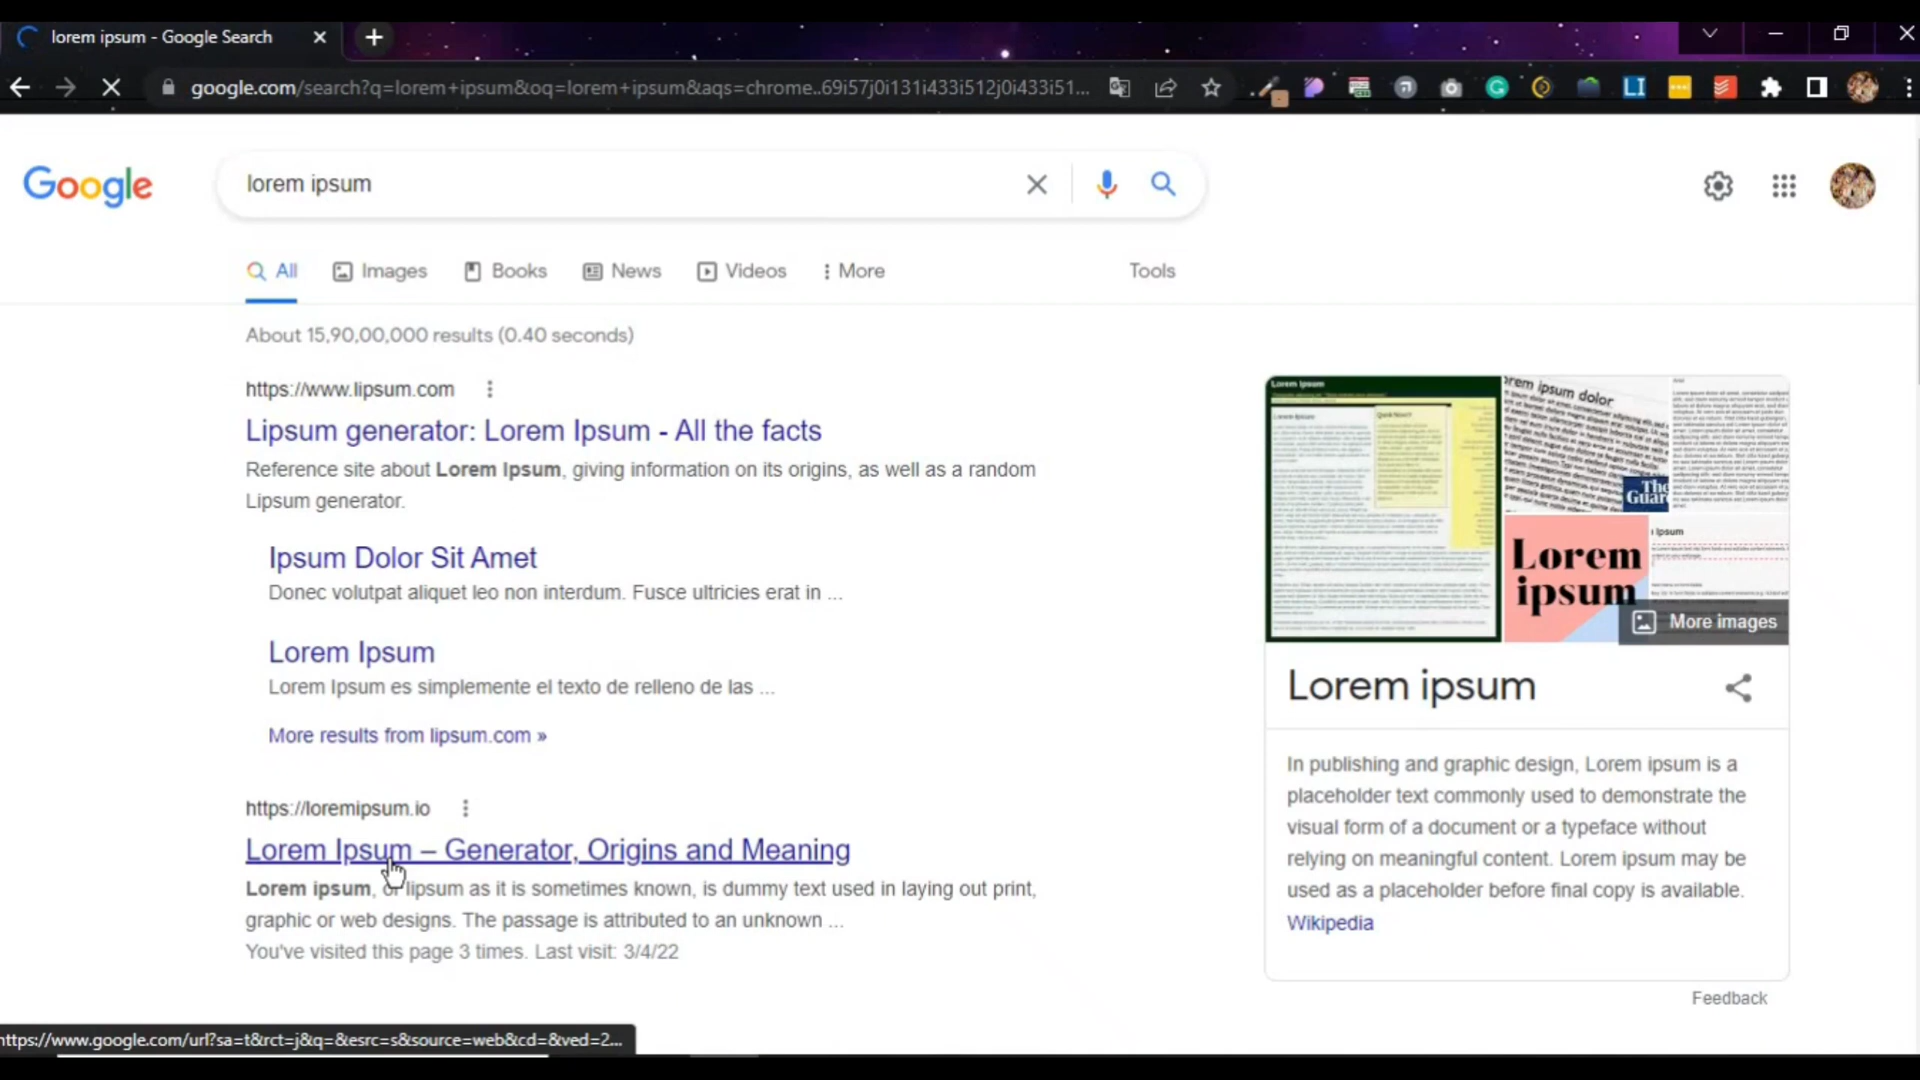 lorem ipsum - Google Search
google.com/search?q=lorem+ipsum&oq=lorem+ipsum&aqs=chrome..69i57j0i131i433i512j0i433i51...
Google
lorem ipsum
All
Images
Books
News
Videos
More
Tools
About 15,90,00,000 results (0.40 seconds)
https://www.lipsum.com
Lipsum generator: Lorem Ipsum - All the facts
Reference site about Lorem Ipsum, giving information on its origins, as well as a random
Lipsum generator.
Ipsum Dolor Sit Amet
Donec volutpat aliquet leo non interdum. Fusce ultricies erat in ...
Lorem Ipsum
Lorem Ipsum es simplemente el texto de relleno de las ...
More results from lipsum.com »
https://loremipsum.io
Lorem Ipsum – Generator, Origins and Meaning
Lorem ipsum, or lipsum as it is sometimes known, is dummy text used in laying out print,
graphic or web designs. The passage is attributed to an unknown ...
You've visited this page 3 times. Last visit: 3/4/22
Lorem Ipsum
orem ipsum dolor
The
Guar
Lorem
ipsum
More images
Lorem ipsum
In publishing and graphic design, Lorem ipsum is a
placeholder text commonly used to demonstrate the
visual form of a document or a typeface without
relying on meaningful content. Lorem ipsum may be
used as a placeholder before final copy is available.
Wikipedia
Feedback
https://www.google.com/url?sa=t&rct=j&q=&esrc=s&source=web&cd=&ved=2...